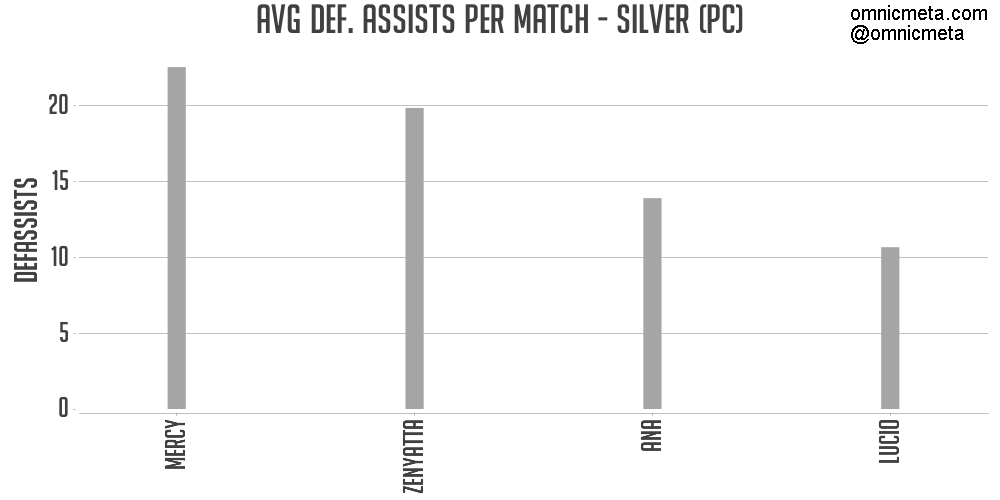 AVG DEF. ASSISTS PER MATCH - SILVER (PC)
omnicmeta.com
@omnicmeta
DEFASSISTS
20
15
10
5
0
MERCY
ZENYATTA
ANA
LUCIO